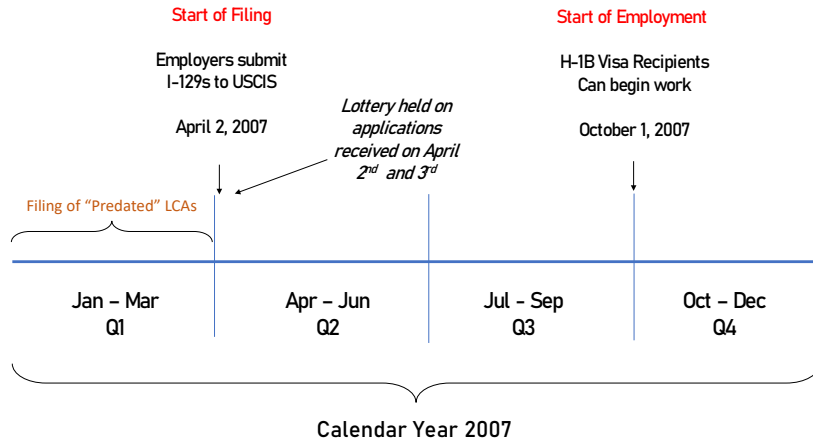 Start of Filing
Employers submit
I-129s to USCIS
April 2, 2007
Lottery held on
applications
received on April
2nd and 3rd
Start of Employment
H-1B Visa Recipients
Can begin work
October 1, 2007
Filing of “Predated” LCAs
Jan – Mar
Q1
Apr – Jun
Q2
Jul - Sep
Q3
Oct – Dec
Q4
Calendar Year 2007